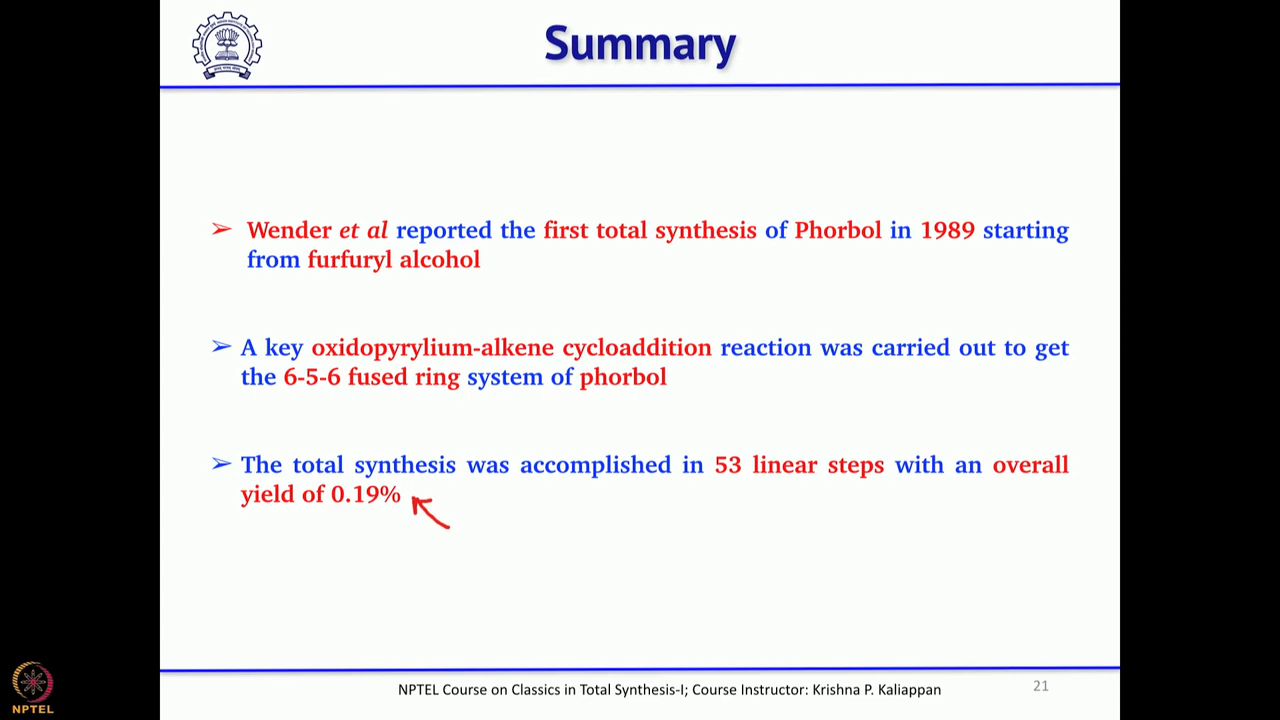 Summary
➢ Wender et al reported the first total synthesis of Phorbol in 1989 starting
from furfuryl alcohol
➢ A key oxidopyrylium-alkene cycloaddition reaction was carried out to get
the 6-5-6 fused ring system of phorbol
➢ The total synthesis was accomplished in 53 linear steps with an overall
yield of 0.19%
NPTEL Course on Classics in Total Synthesis-I; Course Instructor: Krishna P. Kaliappan
21
NPTEL